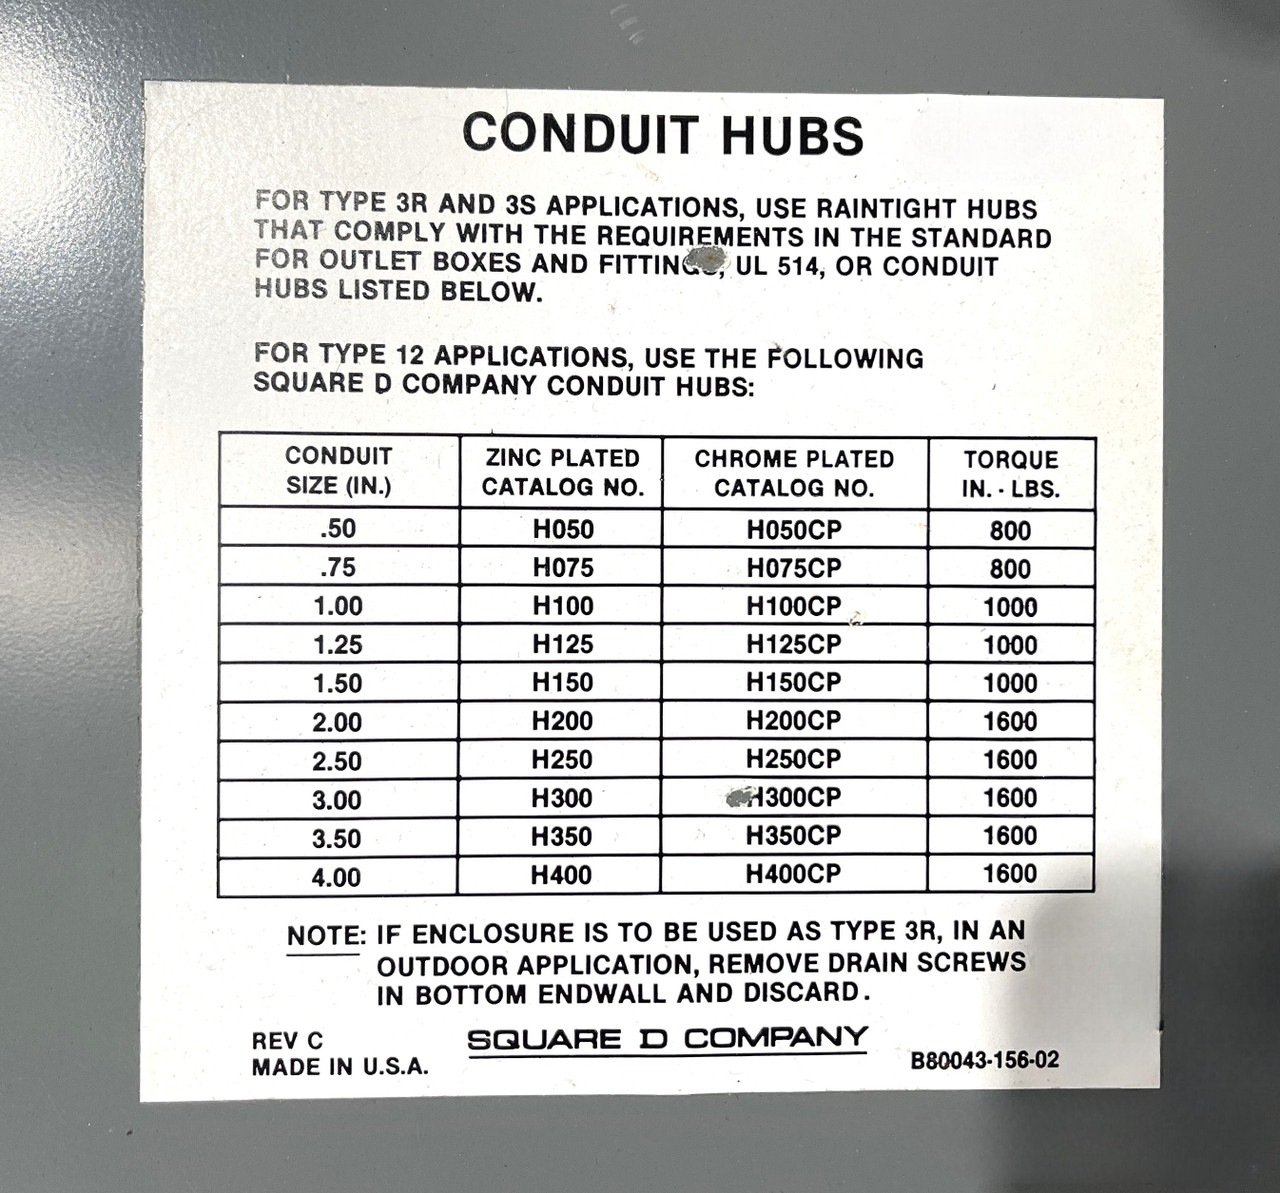 CONDUIT HUBS
FOR TYPE 3R AND 3S APPLICATIONS, USE RAINTIGHT HUBS
THAT COMPLY WITH THE REQUIREMENTS IN THE STANDARD
FOR OUTLET BOXES AND FITTINGS, UL 514, OR CONDUIT
HUBS LISTED BELOW.
FOR TYPE 12 APPLICATIONS, USE THE FOLLOWING
SQUARE D COMPANY CONDUIT HUBS:
CONDUIT SIZE (IN.) ZINC PLATED CATALOG NO. CHROME PLATED CATALOG NO. TORQUE IN. - LBS.
.50 H050 H050CP 800
.75 H075 H075CP 800
1.00 H100 H100CP 1000
1.25 H125 H125CP 1000
1.50 H150 H150CP 1000
2.00 H200 H200CP 1600
2.50 H250 H250CP 1600
3.00 H300 H300CP 1600
3.50 H350 H350CP 1600
4.00 H400 H400CP 1600
NOTE: IF ENCLOSURE IS TO BE USED AS TYPE 3R, IN AN
OUTDOOR APPLICATION, REMOVE DRAIN SCREWS
IN BOTTOM ENDWALL AND DISCARD.
REV C
MADE IN U.S.A.
SQUARE D COMPANY
B80043-156-02